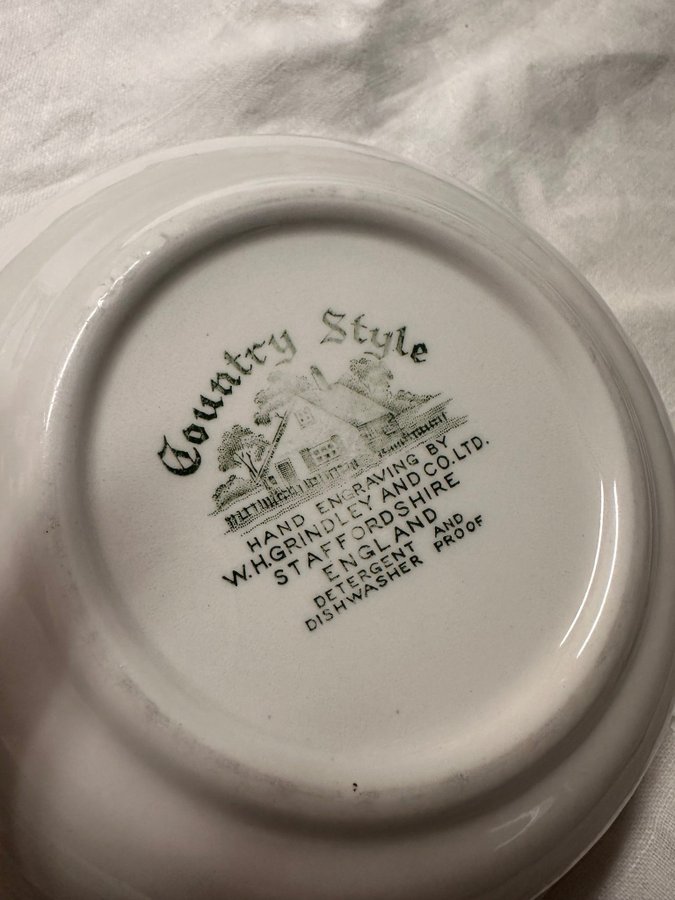 Country Style
HAND ENGRAVING BY
W.H.GRINDLEY AND CO.LTD.
STAFFORDSHIRE
ENGLAND
DETERGENT AND
DISHWASHER PROOF